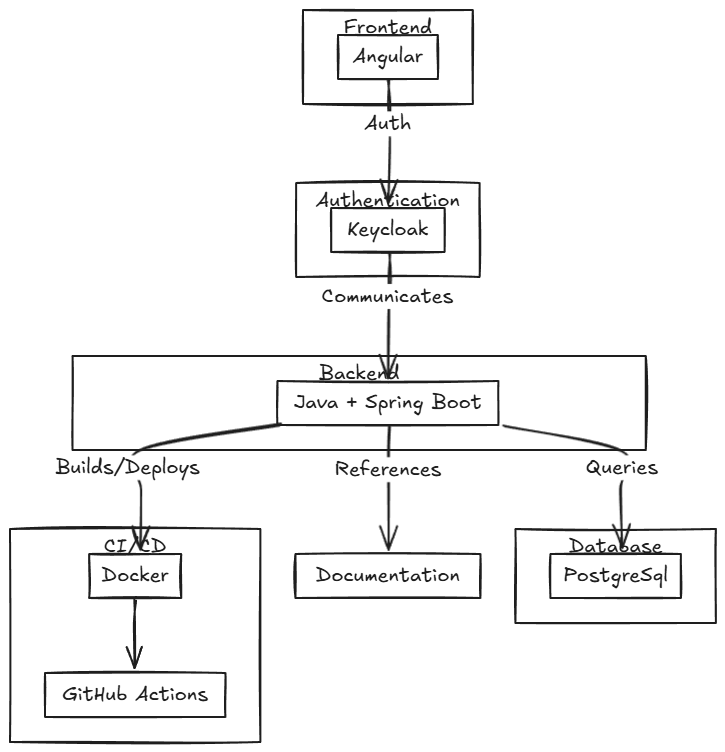 Frontend
Angular
Auth
Authentication
Keycloak
Communicates
Backend
Java + Spring Boot
Builds/Deploys
References
Queries
CI/CD
Docker
Documentation
Database
PostgreSql
GitHub Actions